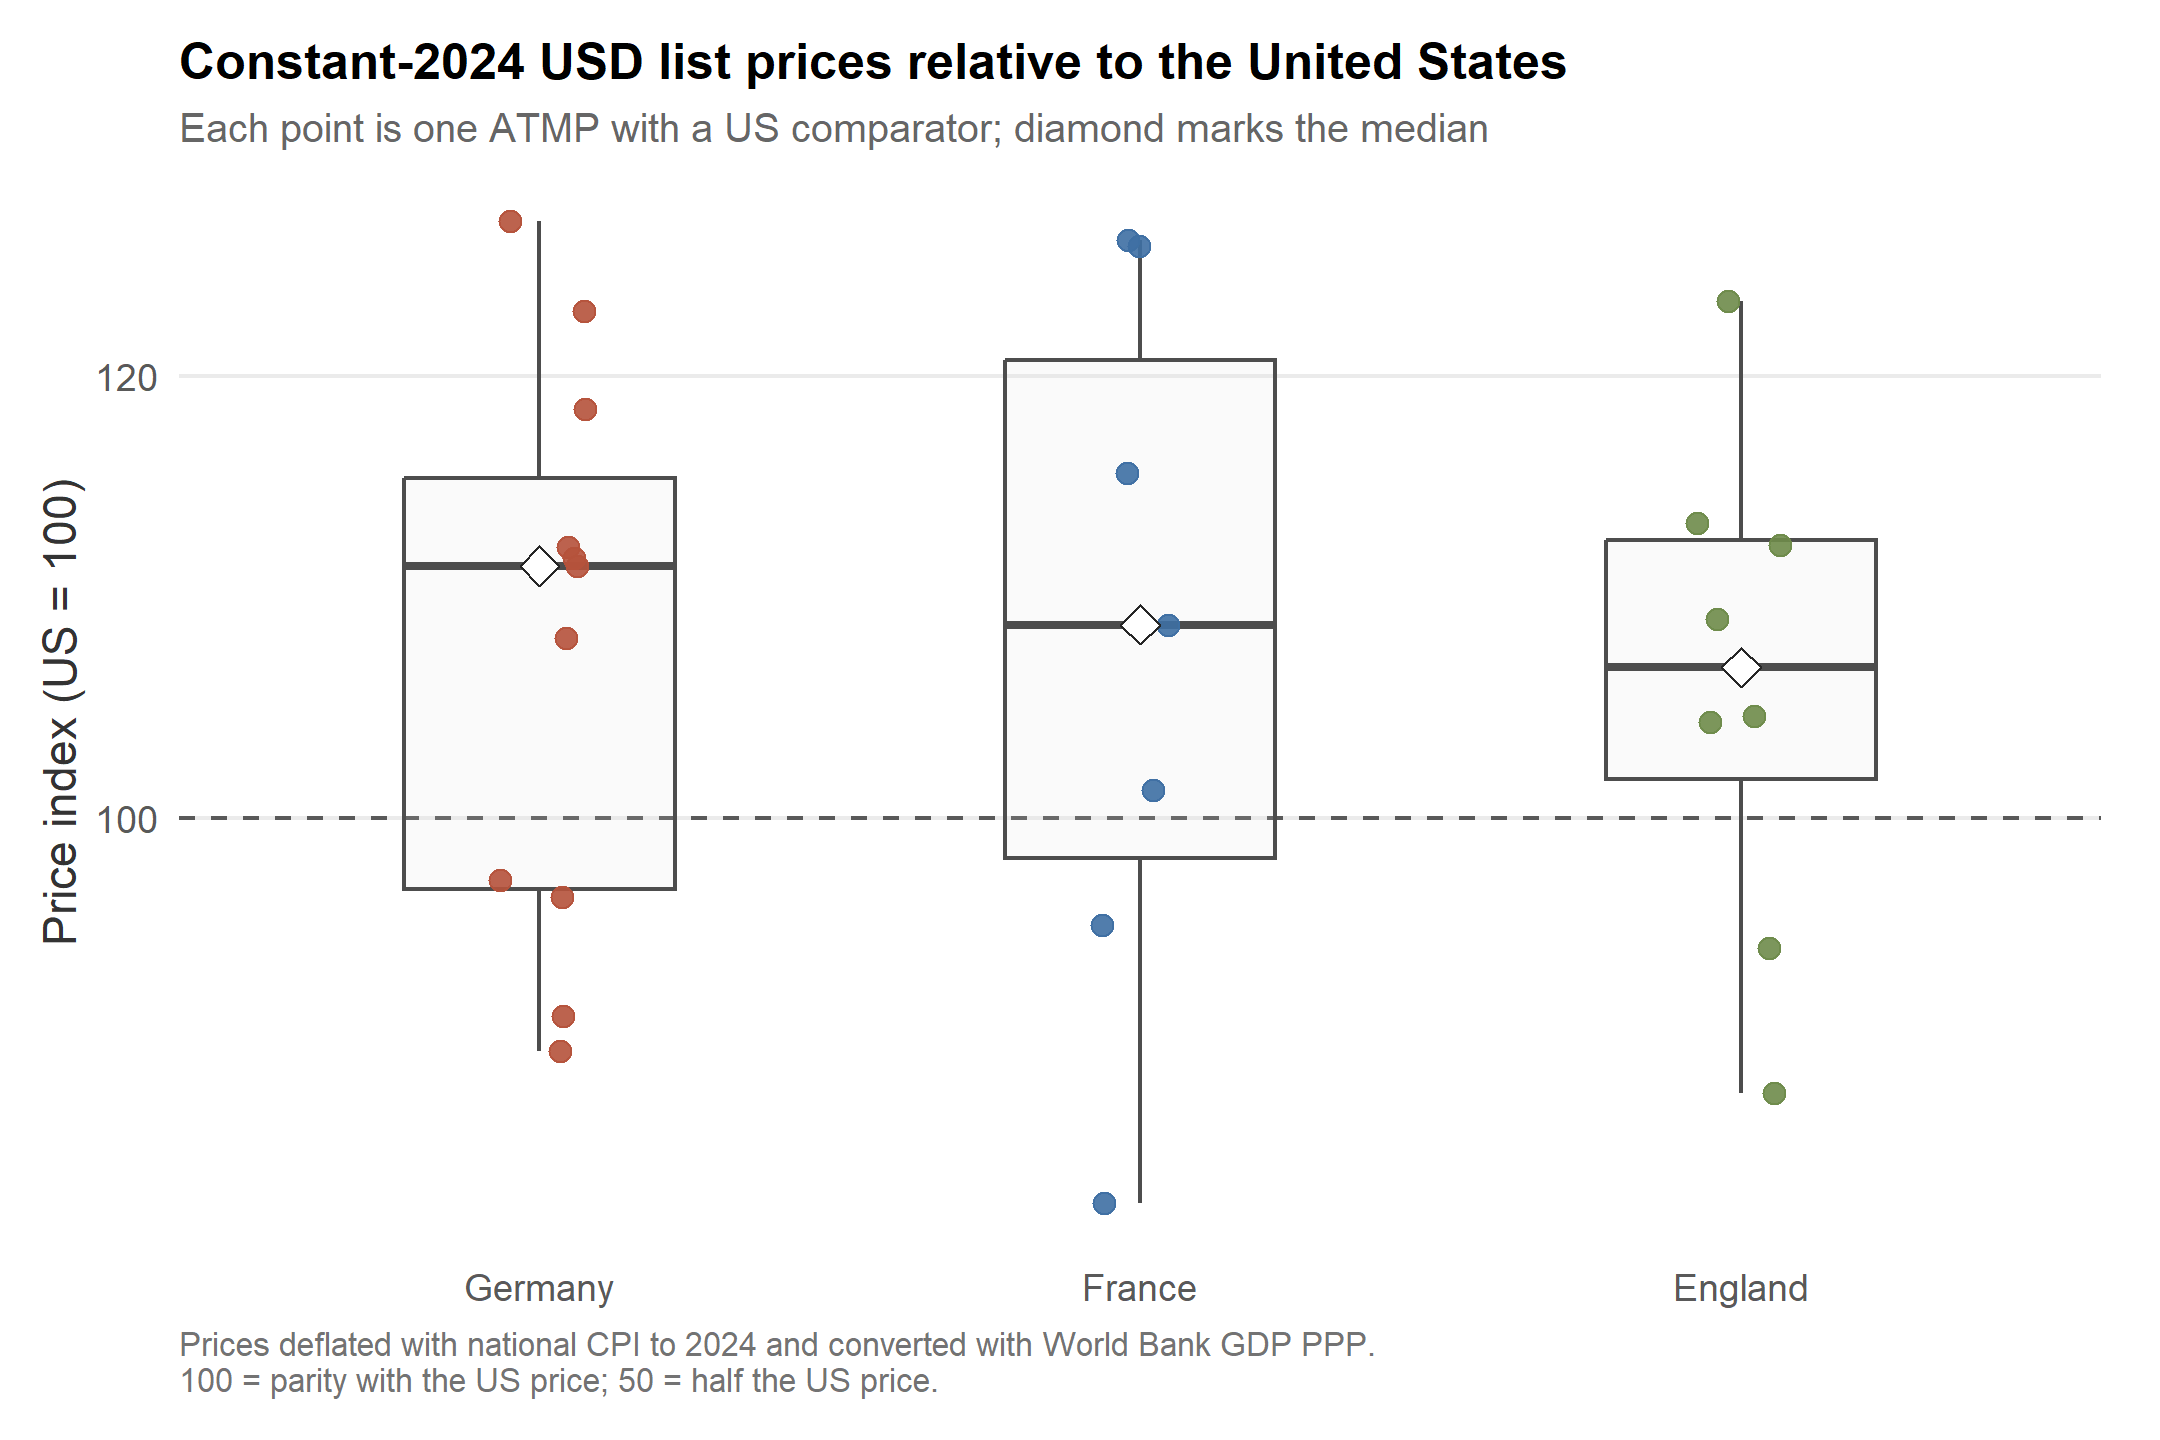 Constant-2024 USD list prices relative to the United States
Each point is one ATMP with a US comparator; diamond marks the median
Price index (US = 100)
120
100
Germany
France
England
Prices deflated with national CPI to 2024 and converted with World Bank GDP PPP.
100 = parity with the US price; 50 = half the US price.